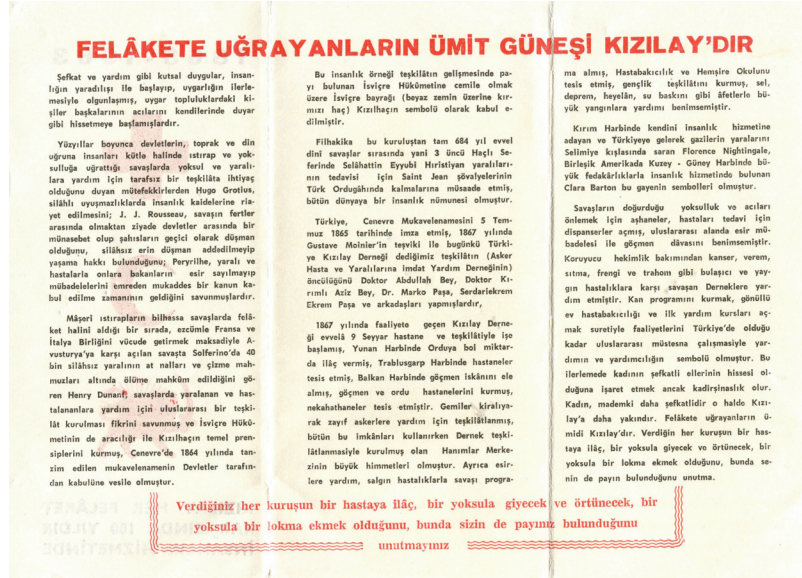 FELÂKETE UĞRAYANLARIN ÜMİT GÜNEŞİ KIZILAY'DIR
Şefkat ve yardım gibi kutsal duygular, insan-
lığın yaradılışı ile başlayıp, uygarlığın ilerle-
mesiyle olgunlaşmış, uygar topluluklardaki ki-
şiler başkalarının acılarını kendilerinde duyar
gibi hissetmeye başlamışlardır.
Yüzyıllar boyunca devletlerin, toprak ve din
uğruna insanları kütle halinde ıstırap ve yok-
sulluğa uğrattığı savaşlarda yoksul ve yaralı-
lara yardım için tarafsız bir teşkilâta ihtiyaç
olduğunu duyan mütefekkirlerden Hugo Grotius,
silâhlı uyuşmazlıklarda insanlık kaidelerine ria-
yet edilmesini; J. J. Rousseau, savaşın fertler
arasında olmaktan ziyade devletler arasında bir
münasebet olup şahısların geçici olarak düşman
olduğunu, silâhsız erin düşman addedilmeyip
yaşama hakkı bulunduğunu; Peryrilhe, yaralı ve
hastalarla onlara bakanların esir sayılmayıp
mübadelelerini emreden mukaddes bir kanun ka-
bul edilme zamanının geldiğini savunmuşlardır.
Mâşeri ıstırapların bilhassa savaşlarda felâ-
ket halini aldığı bir sırada, ezcümle Fransa ve
İtalya Birliğini vücude getirmek maksadiyle A-
vusturya'ya karşı açılan savaşta Solferino'da 40
bin silâhsız yaralının at nalları ve çizme mah-
muzları altında ölüme mahkûm edildiğini gö-
ren Henry Dunant, savaşlarda yaralanan ve has-
talananlara yardım için uluslararası bir teşki-
lât kurulması fikrini savunmuş ve İsviçre Hükû-
metinin de aracılığı ile Kızılhaçın temel pren-
siplerini kurmuş, Cenevre'de 1864 yılında tan-
zim edilen mukavelenamenin Devletler tarafın-
dan kabulüne vesile olmuştur.
Bu insanlık örneği teşkilâtın gelişmesinde pa-
yı bulunan İsviçre Hükûmetine cemile olmak
üzere İsviçre bayrağı (beyaz zemin üzerine kır-
mızı haç) Kızılhaçın sembolü olarak kabul e-
dilmiştir.
Filhakika bu kuruluştan tam 684 yıl evvel
dinî savaşlar sırasında yani 3 üncü Haçlı Se-
ferinde Selâhattin Eyyubi Hıristiyan yaralıları-
nın tedavisi için Saint Jean şövalyelerinin
Türk Ordugâhında kalmalarına müsaade etmiş,
bütün dünyaya bir insanlık nümunesi olmuştur.
Türkiye, Cenevre Mukavelenamesini 5 Tem-
muz 1865 tarihinde imza etmiş, 1867 yılında
Gustave Moinier'in teşviki ile bugünkü Türki-
ye Kızılay Derneği dediğimiz teşkilâtın (Asker
Hasta ve Yaralılarına İmdat Yardım Derneğinin)
öncülüğünü Doktor Abdullah Bey, Doktor Kı-
rımlı Aziz Bey, Dr. Marko Paşa, Serdarıekrem
Ekrem Paşa ve arkadaşları yapmışlardır,
1867 yılında faaliyete geçen Kızılay Derne-
ği evvelâ 9 Seyyar hastane ve teşkilâtiyle işe
başlamış, Yunan Harbinde Orduya bol miktar-
da ilâç vermiş, Trablusgarp Harbinde hastaneler
tesis etmiş, Balkan Harbinde göçmen iskânını ele
almış, göçmen ve ordu hastanelerini kurmuş,
nekahathaneler tesis etmiştir. Gemiler kiralıya-
rak zayıf askerlere yardım için teşkilâtlanmış,
bütün bu imkânları kullanırken Dernek teşki-
lâtlanmasiyle kurulmuş olan Hanımlar Merke-
zinin büyük himmetleri olmuştur. Ayrıca esir-
lere yardım, salgın hastalıklarla savaşı progra-
ma almış, Hastabakıcılık ve Hemşire Okulunu
tesis etmiş, gençlik teşkilâtını kurmuş, sel,
deprem, heyelân, su baskını gibi âfetlerle bü-
yük yangınlara yardımı benimsemiştir.
Kırım Harbinde kendini insanlık hizmetine
adayan ve Türkiyeye gelerek gazilerin yaralarını
Selimiye kışlasında saran Florence Nightingale,
Birleşik Amerikada Kuzey - Güney Harbinde bü-
yük fedakârlıklarla insanlık hizmetinde bulunan
Clara Barton bu gayenin sembolleri olmuştur.
Savaşların doğurduğu yoksulluk ve acıları
önlemek için aşhaneler, hastaları tedavi için
dispanserler açmış, uluslararası alanda esir mü-
badelesi ile göçmen dâvasını benimsemiştir.
Koruyucu hekimlik bakımından kanser, verem,
sıtma, frengi ve trahom gibi bulaşıcı ve yay-
gın hastalıklara karşı savaşan Derneklere yar-
dım etmiştir. Kan programını kurmak, gönüllü
ev hastabakıcılığı ve ilk yardım kursları aç-
mak suretiyle faaliyetlerini Türkiye'de olduğu
kadar uluslararası müstesna çalışmasiyle yar-
dımın ve yardımcılığın sembolü olmuştur. Bu
ilerlemede kadının şefkatli ellerinin hissesi ol-
duğuna işaret etmek ancak kadirşinaslık olur.
Kadın, mademki daha şefkatlidir o halde Kızı-
lay'a daha yakındır. Felâkete uğrayanların ü-
midi Kızılay'dır. Verdiğin her kuruşun bir has-
taya ilâç, bir yoksula giyecek ve örtünecek, bir
yoksula bir lokma ekmek olduğunu, bunda se-
nin de payın bulunduğunu unutma.
Verdiğiniz her kuruşun bir hastaya ilâç, bir yoksula giyecek ve örtünecek, bir
yoksula bir lokma ekmek olduğunu, bunda sizin de payınız bulunduğunu
unutmayınız